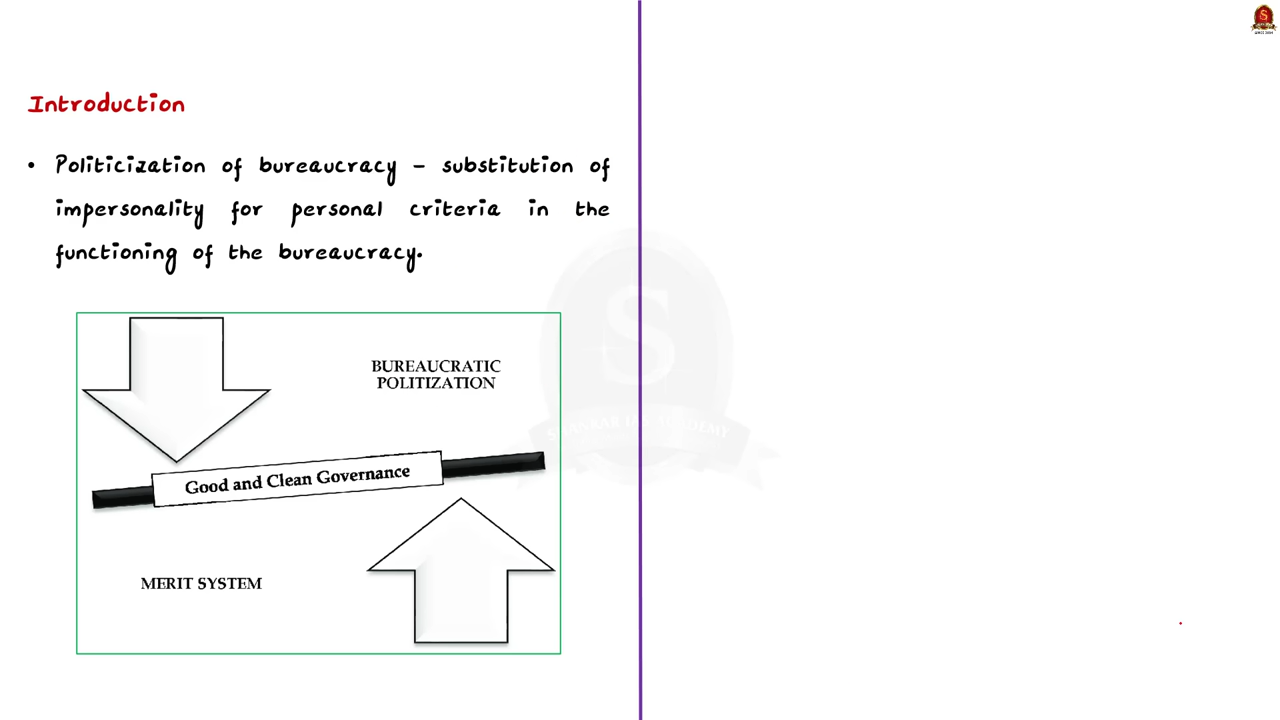 Introduction
• Politicization of bureaucracy – substitution of
impersonality for personal criteria in the
functioning of the bureaucracy.
BUREAUCRATIC
POLITIZATION
Good and Clean Governance
MERIT SYSTEM
S